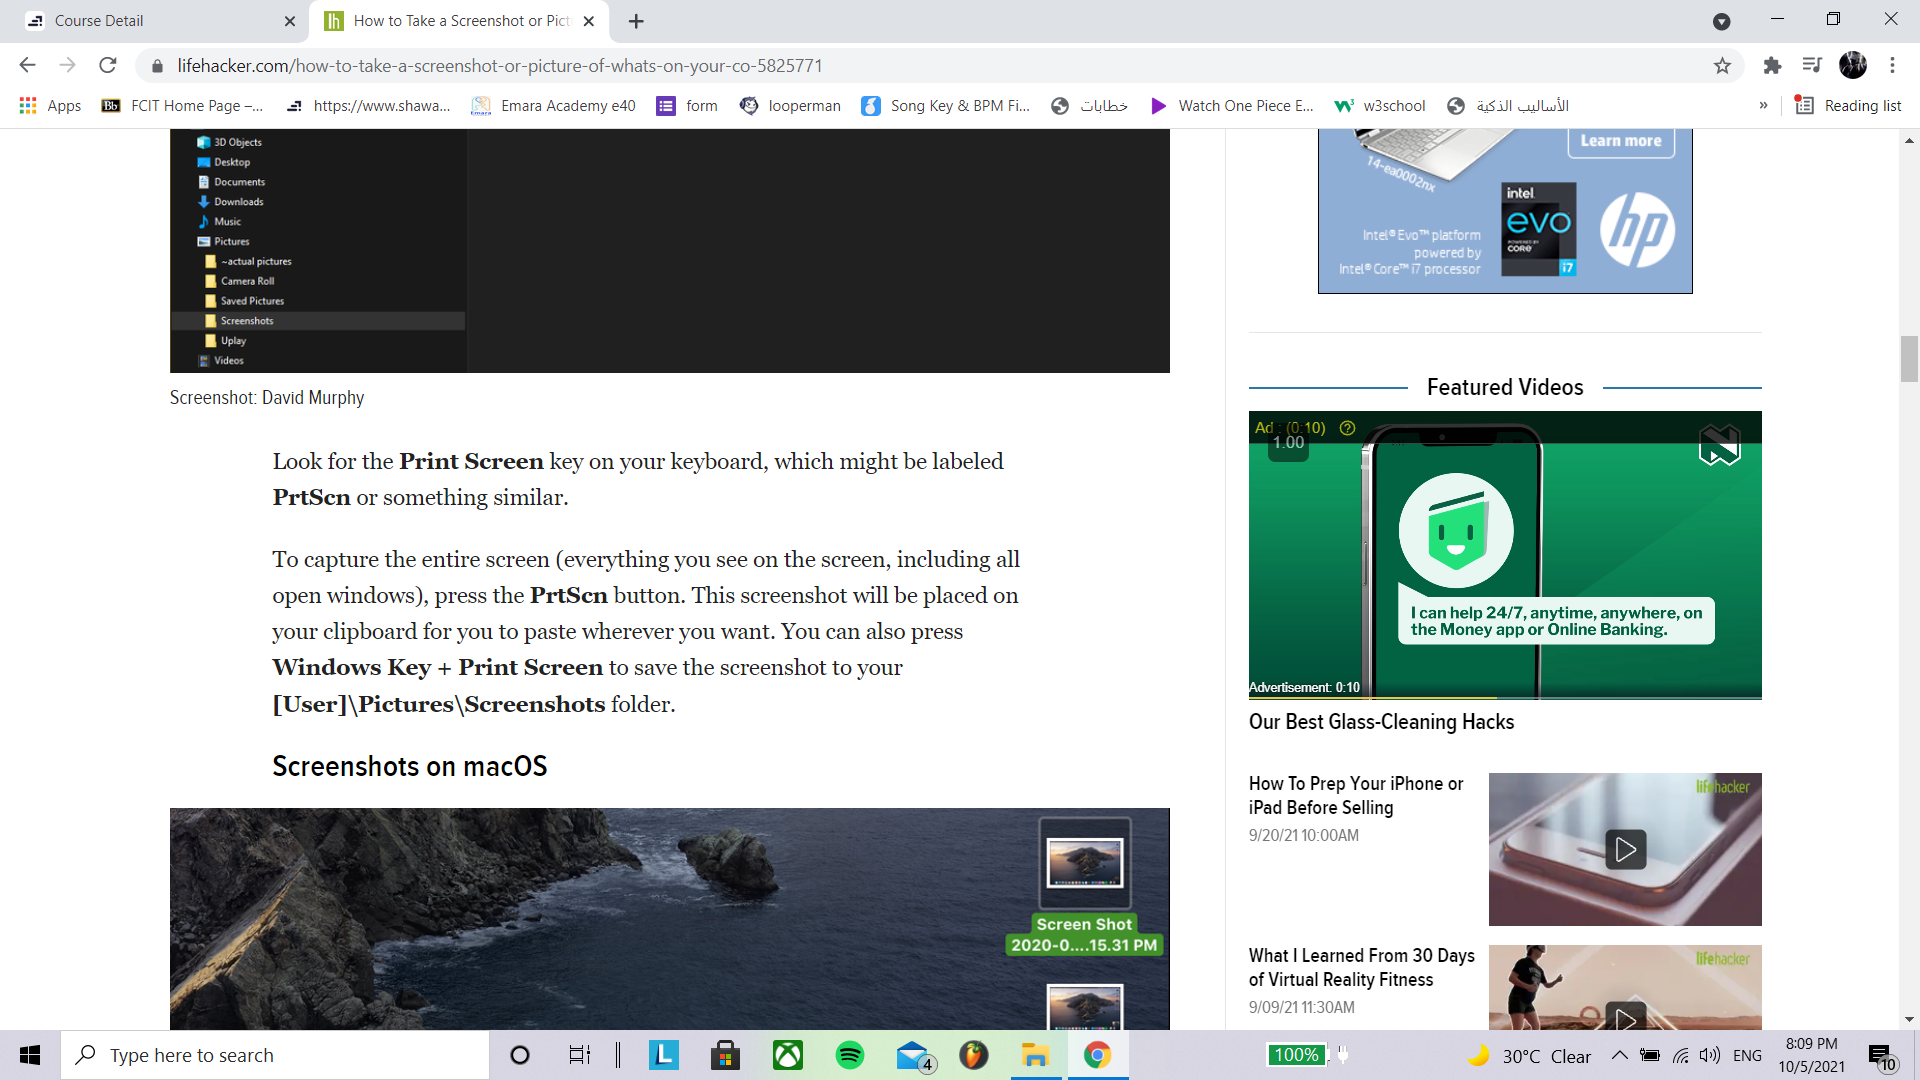 Course Detail
How to Take a Screenshot or Pict
lifehacker.com/how-to-take-a-screenshot-or-picture-of-whats-on-your-co-5825771
Apps
Bb FCIT Home Page –...
https://www.shawa...
Emara Academy e40
form
looperman
Song Key & BPM Fi...
خطابات
Watch One Piece E...
w3school
الأساليب الذكية
»
Reading list
3D Objects
Desktop
Documents
Downloads
Music
Pictures
~actual pictures
Camera Roll
Saved Pictures
Screenshots
Uplay
Videos
Screenshot: David Murphy
Look for the Print Screen key on your keyboard, which might be labeled
PrtScn or something similar.
To capture the entire screen (everything you see on the screen, including all
open windows), press the PrtScn button. This screenshot will be placed on
your clipboard for you to paste wherever you want. You can also press
Windows Key + Print Screen to save the screenshot to your
[User]\Pictures\Screenshots folder.
Screenshots on macOS
Screen Shot
2020-0....15.31 PM
Learn more
14-ea0002nx
intel.
evo
POWERED BY
CORE
i7
hp
Intel® Evo™ platform
powered by
Intel® Core™ i7 processor
Featured Videos
Ad : (0:10)
1.00
I can help 24/7, anytime, anywhere, on
the Money app or Online Banking.
Advertisement: 0:10
Our Best Glass-Cleaning Hacks
How To Prep Your iPhone or
iPad Before Selling
9/20/21 10:00AM
lifehacker
What I Learned From 30 Days
of Virtual Reality Fitness
9/09/21 11:30AM
lifehacker
Type here to search
L
4
100%
30°C Clear
ENG
8:09 PM
10/5/2021
10